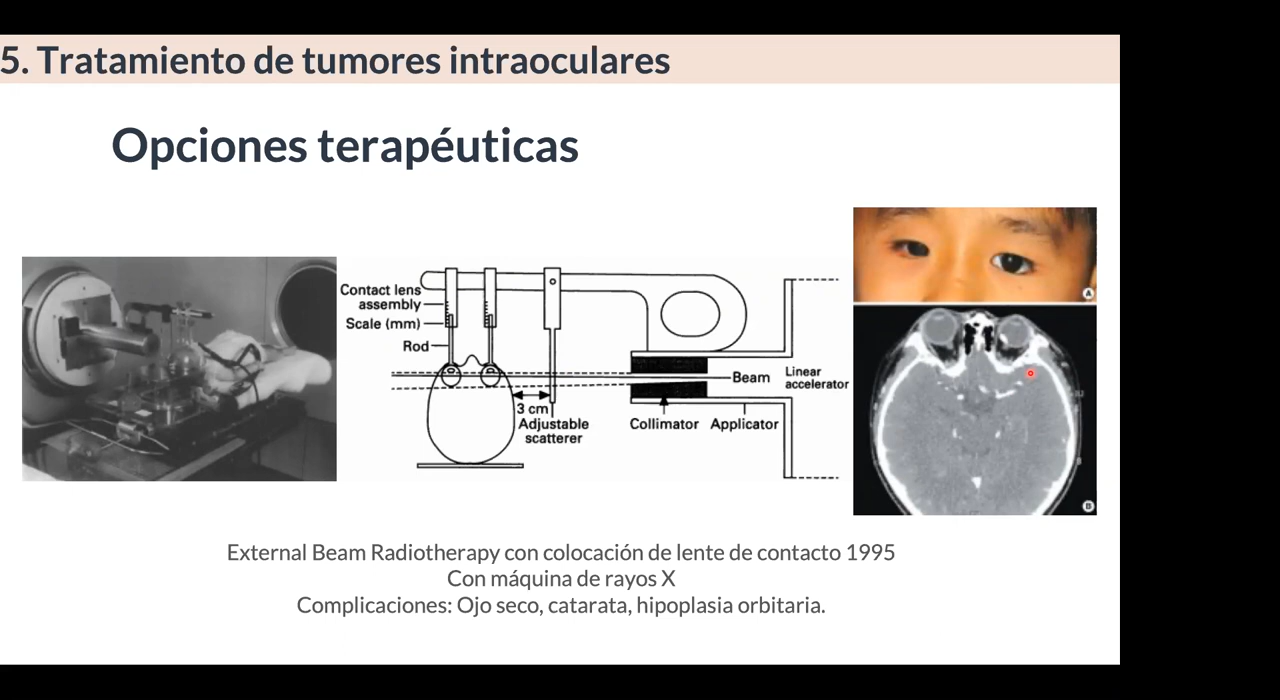 5. Tratamiento de tumores intraoculares
Opciones terapéuticas
Contact lens
assembly
Scale (mm)
Rod
3 cm
Adjustable
scatterer
Beam
Linear
accelerator
Collimator
Applicator
A
B
External Beam Radiotherapy con colocación de lente de contacto 1995
Con máquina de rayos X
Complicaciones: Ojo seco, catarata, hipoplasia orbitaria.